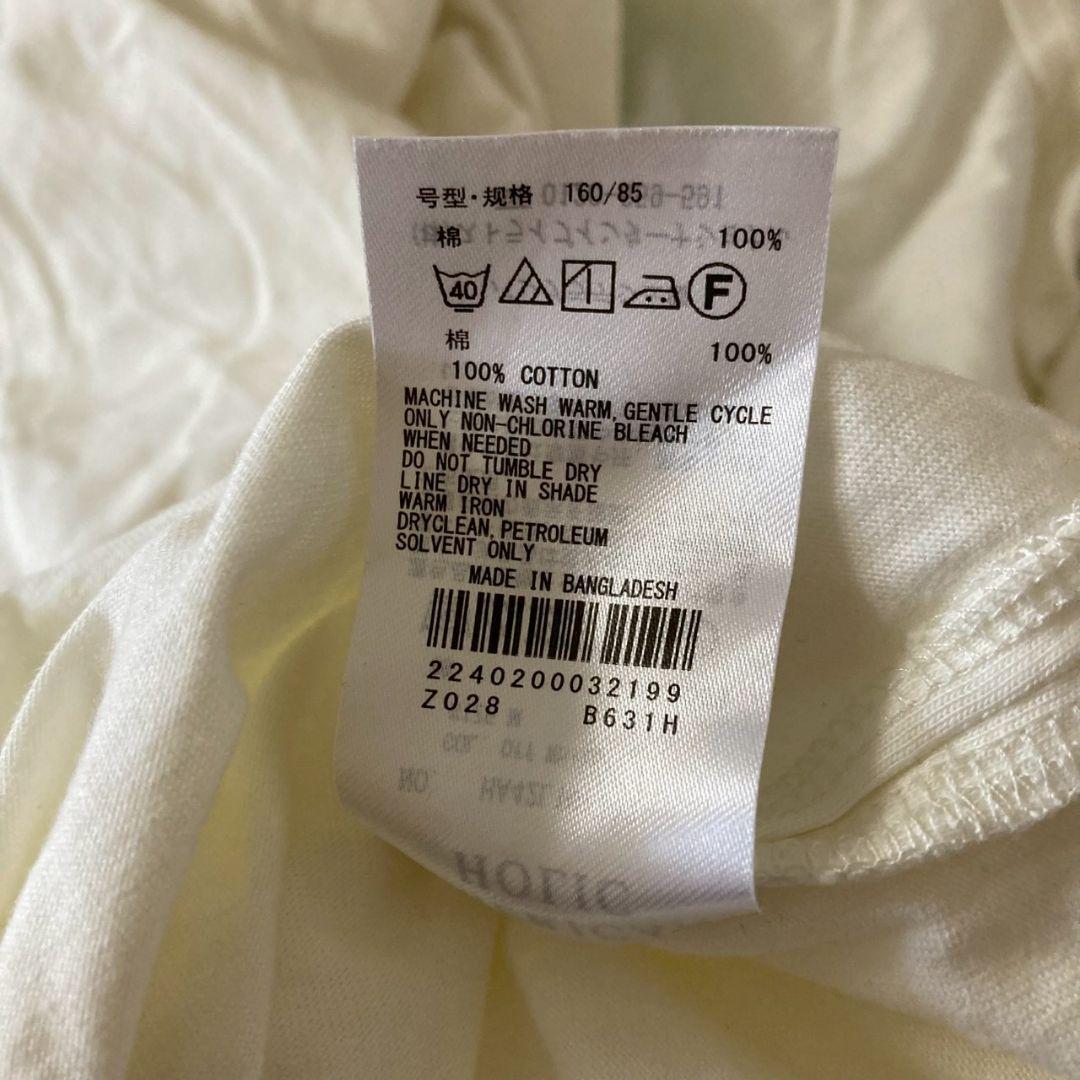 号型・规格 160/85
棉 100%
40 F
棉 100%
100% COTTON
MACHINE WASH WARM, GENTLE CYCLE
ONLY NON-CHLORINE BLEACH
WHEN NEEDED
DO NOT TUMBLE DRY
LINE DRY IN SHADE
WARM IRON
DRYCLEAN, PETROLEUM
SOLVENT ONLY
MADE IN BANGLADESH
2240200032199
Z028 B631H
HOLIC